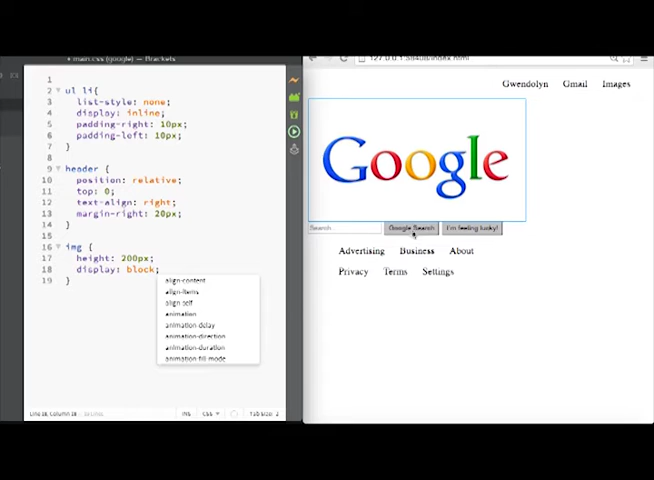 main.css (google) — Brackets
1
2 ul li{
3 list-style: none;
4 display: inline;
5 padding-right: 10px;
6 padding-left: 10px;
7 }
8
9 header {
10 position: relative;
11 top: 0;
12 text-align: right;
13 margin-right: 20px;
14 }
15
16 img {
17 height: 200px;
18 display: block;
19 }
align-content
align-items
align-self
animation
animation-delay
animation-direction
animation-duration
animation-fill-mode
INS CSS Tab Size: 2
Gwendolyn Gmail Images
Google
Search Google Search I'm feeling lucky!
Advertising Business About
Privacy Terms Settings